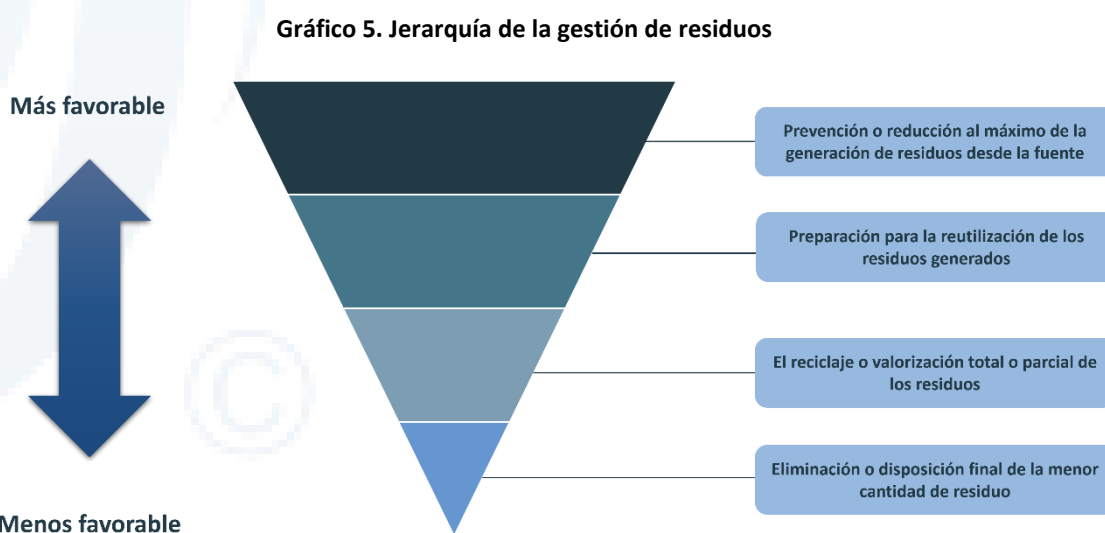 Gráfico 5. Jerarquía de la gestión de residuos
Más favorable
Prevención o reducción al máximo de la
generación de residuos desde la fuente
Preparación para la reutilización de los
residuos generados
El reciclaje o valorización total o parcial de
los residuos
Eliminación o disposición final de la menor
cantidad de residuo
Menos favorable
©